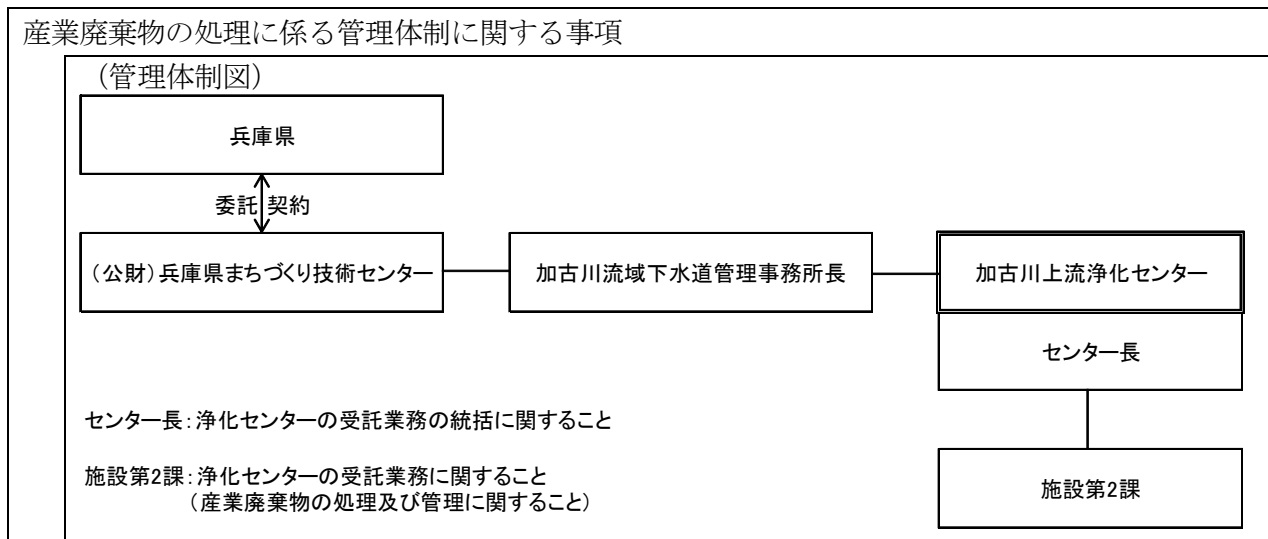 産業廃棄物の処理に係る管理体制に関する事項
（管理体制図）
兵庫県
委託 契約
（公財）兵庫県まちづくり技術センター
加古川流域下水道管理事務所長
加古川上流浄化センター
センター長
センター長：浄化センターの受託業務の統括に関すること
施設第2課：浄化センターの受託業務に関すること
（産業廃棄物の処理及び管理に関すること）
施設第2課